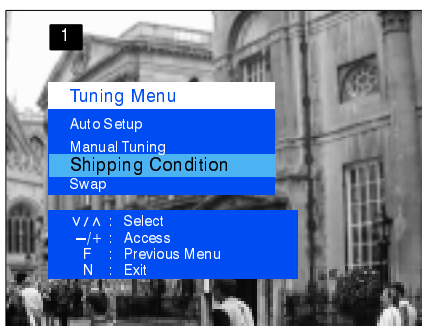 1
Tuning Menu
Auto Setup
Manual Tuning
Shipping Condition
Swap
∨/∧ : Select
−/+ : Access
F : Previous Menu
N : Exit